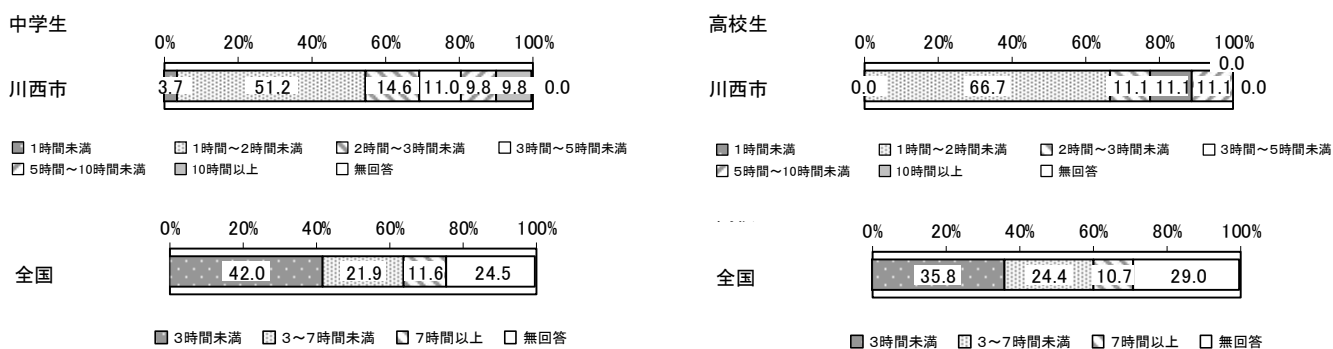 中学生
0% 20% 40% 60% 80% 100%
川西市 3.7 51.2 14.6 11.0 9.8 9.8 0.0
1時間未満 1時間～2時間未満 2時間～3時間未満 3時間～5時間未満
5時間～10時間未満 10時間以上 無回答
0% 20% 40% 60% 80% 100%
全国 42.0 21.9 11.6 24.5
3時間未満 3～7時間未満 7時間以上 無回答
高校生
0% 20% 40% 60% 80% 100%
0.0
川西市 0.0 66.7 11.1 11.1 11.1 0.0
1時間未満 1時間～2時間未満 2時間～3時間未満 3時間～5時間未満
5時間～10時間未満 10時間以上 無回答
0% 20% 40% 60% 80% 100%
全国 35.8 24.4 10.7 29.0
3時間未満 3～7時間未満 7時間以上 無回答